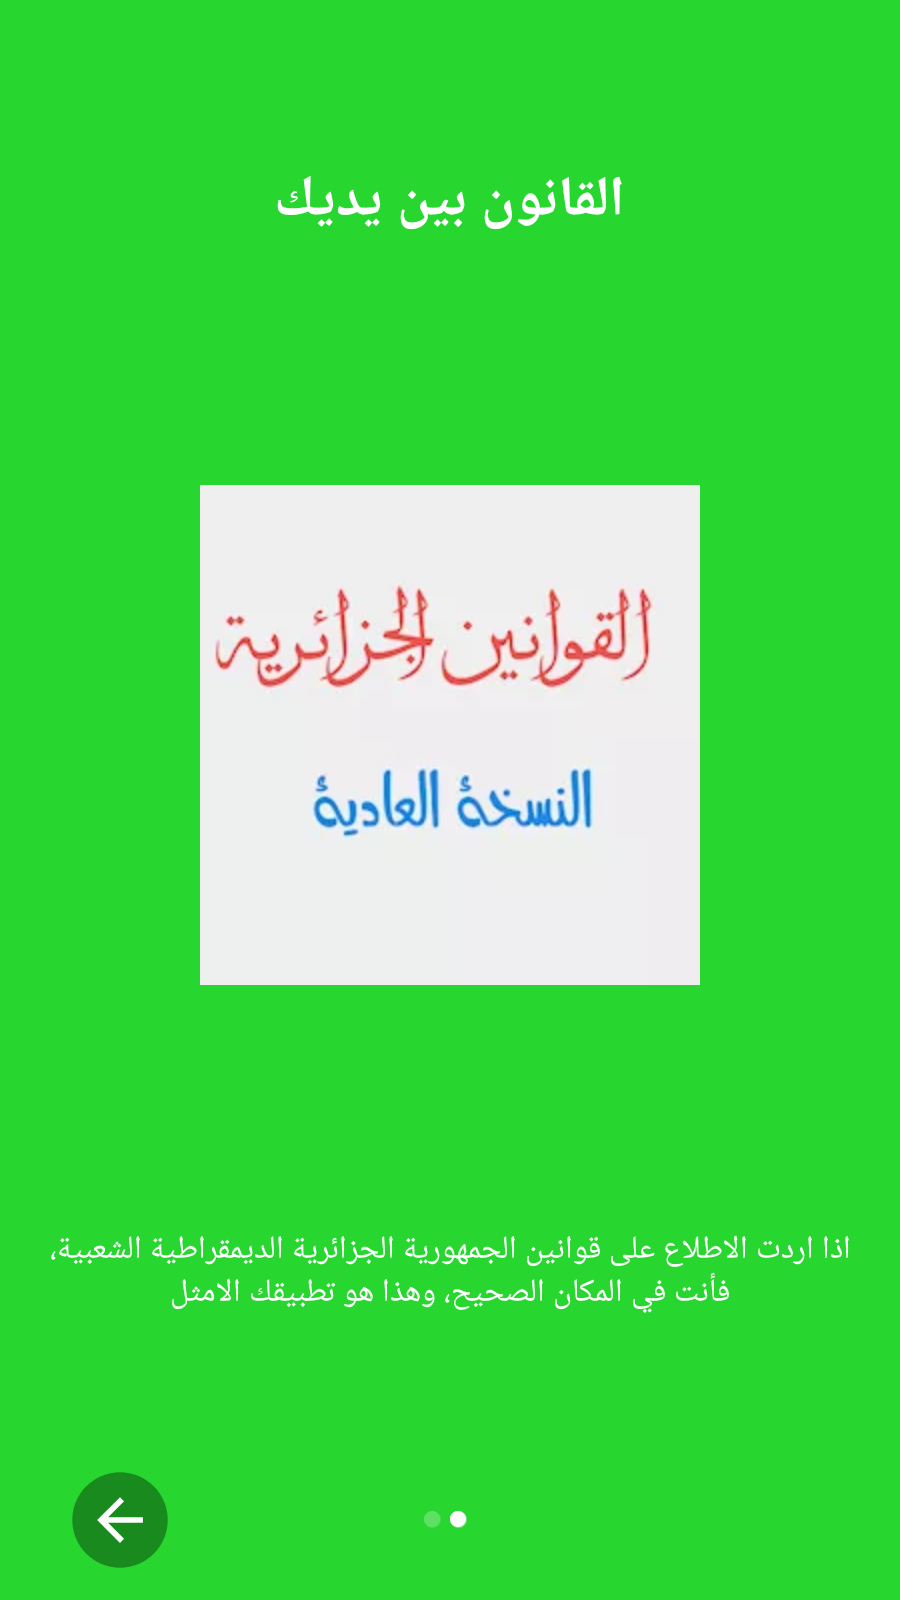 القانون بين يديك
القوانين الجزائرية
النسخة العادية
اذا اردت الاطلاع على قوانين الجمهورية الجزائرية الديمقراطية الشعبية،
فأنت في المكان الصحيح، وهذا هو تطبيقك الامثل